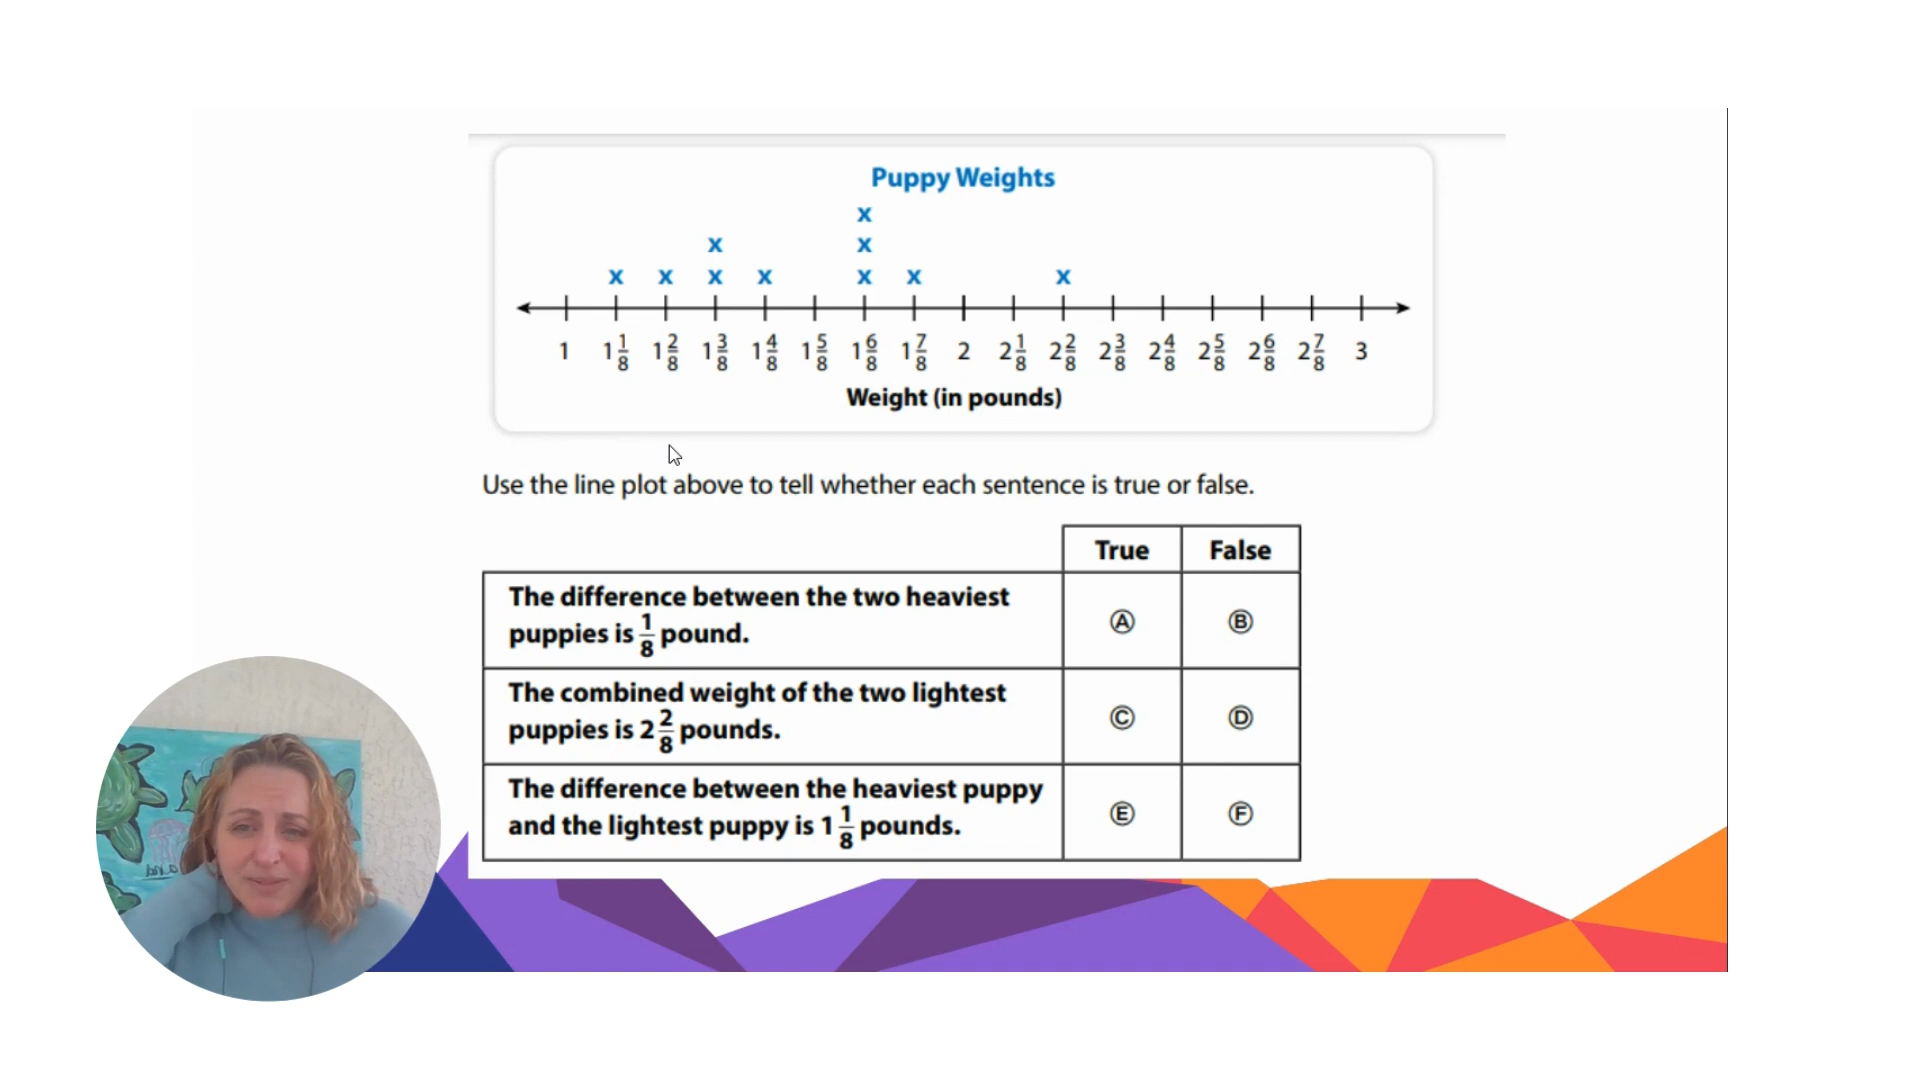 Puppy Weights
x
x x
x x x x x x x
1 1 1/8 1 2/8 1 3/8 1 4/8 1 5/8 1 6/8 1 7/8 2 2 1/8 2 2/8 2 3/8 2 4/8 2 5/8 2 6/8 2 7/8 3
Weight (in pounds)
Use the line plot above to tell whether each sentence is true or false.
True False
The difference between the two heaviest
puppies is 1/8 pound.
Ⓐ Ⓑ
The combined weight of the two lightest
puppies is 2 2/8 pounds.
Ⓒ Ⓓ
The difference between the heaviest puppy
and the lightest puppy is 1 1/8 pounds.
Ⓔ Ⓕ